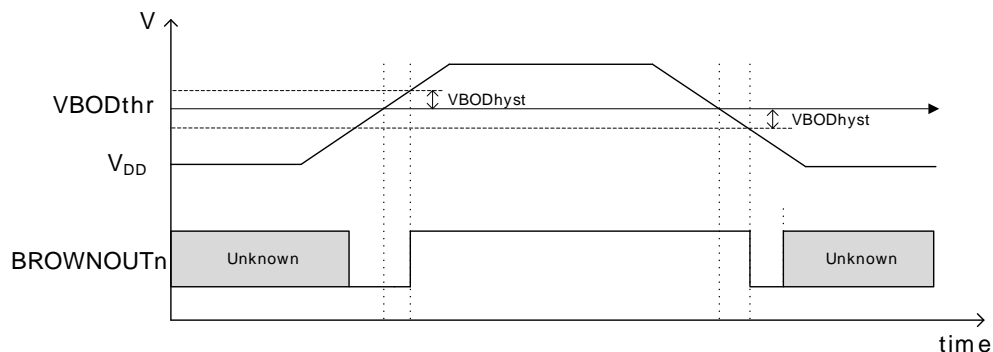 V
VBODthr
VBODhyst
VBODhyst
VDD
BROWNOUTn
Unknown
Unknown
time